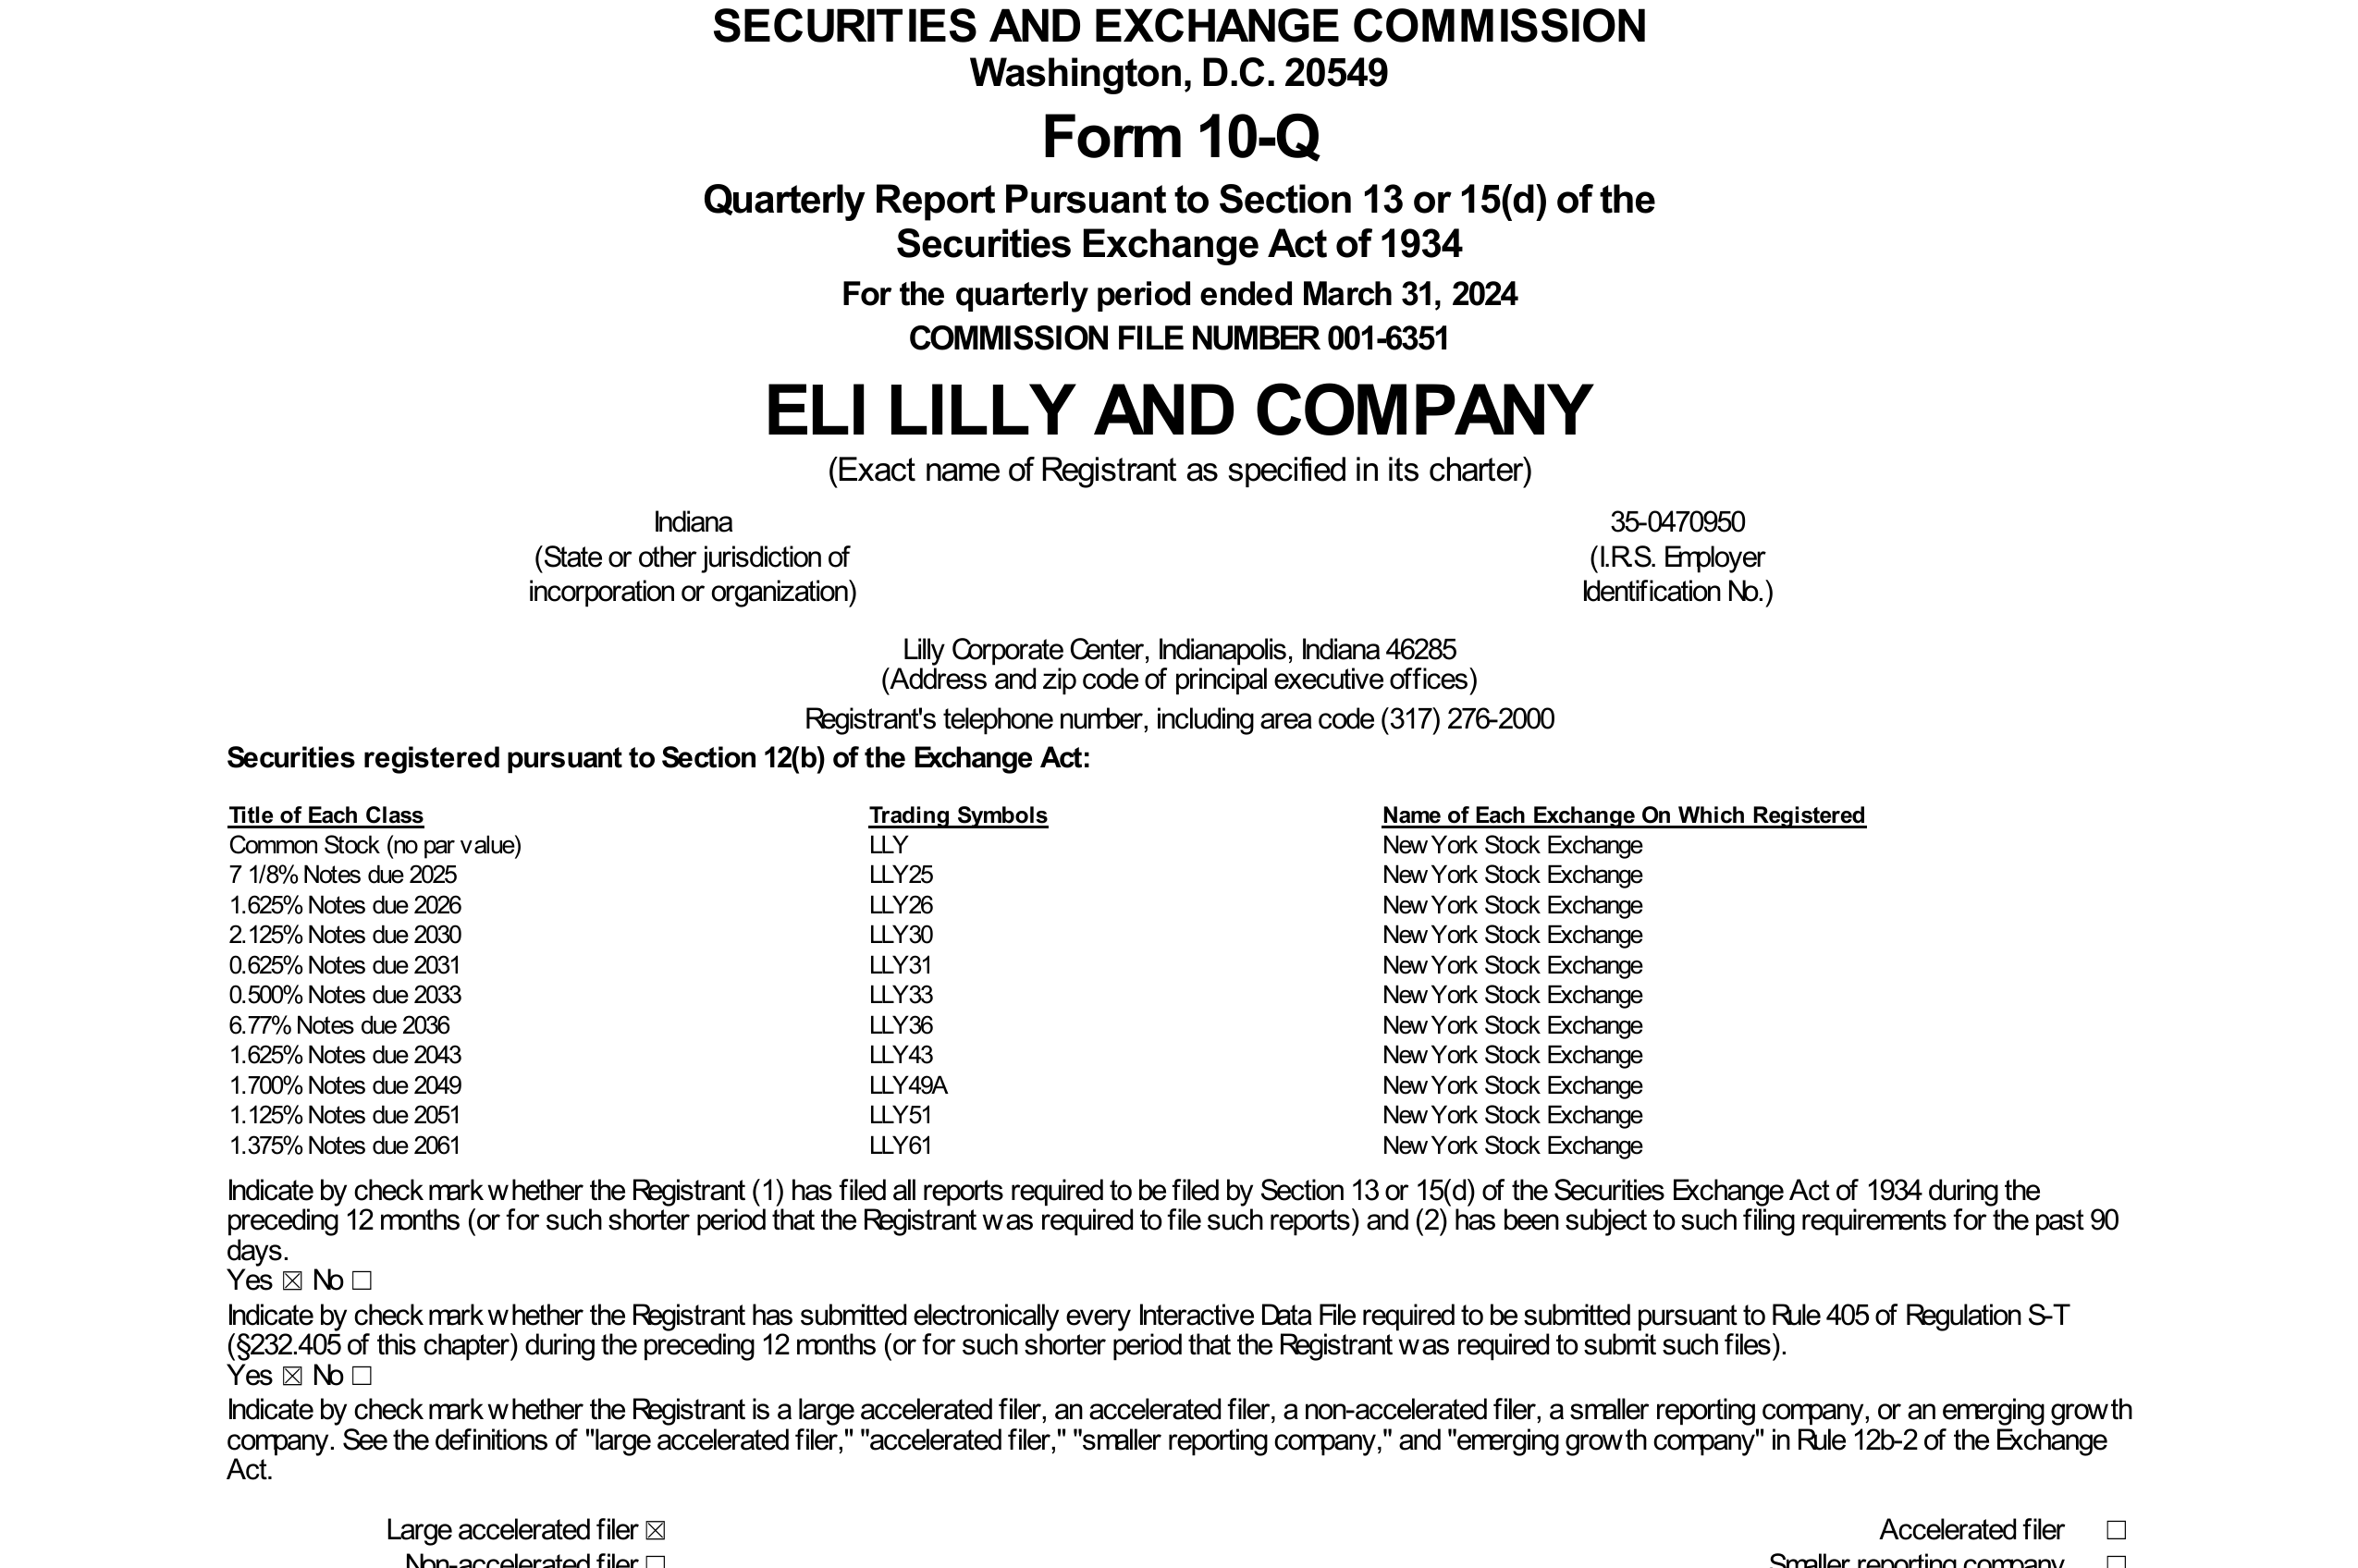 SECURITIES AND EXCHANGE COMMISSION
Washington, D.C. 20549
Form 10-Q
Quarterly Report Pursuant to Section 13 or 15(d) of the
Securities Exchange Act of 1934
For the quarterly period ended March 31, 2024
COMMISSION FILE NUMBER 001-6351
ELI LILLY AND COMPANY
(Exact name of Registrant as specified in its charter)
Indiana 35-0470950
(State or other jurisdiction of (I.R.S. Employer
incorporation or organization) Identification No.)
Lilly Corporate Center, Indianapolis, Indiana 46285
(Address and zip code of principal executive offices)
Registrant's telephone number, including area code (317) 276-2000
Securities registered pursuant to Section 12(b) of the Exchange Act:
Title of Each Class Trading Symbols Name of Each Exchange On Which Registered
Common Stock (no par value) LLY New York Stock Exchange
7 1/8% Notes due 2025 LLY25 New York Stock Exchange
1.625% Notes due 2026 LLY26 New York Stock Exchange
2.125% Notes due 2030 LLY30 New York Stock Exchange
0.625% Notes due 2031 LLY31 New York Stock Exchange
0.500% Notes due 2033 LLY33 New York Stock Exchange
6.77% Notes due 2036 LLY36 New York Stock Exchange
1.625% Notes due 2043 LLY43 New York Stock Exchange
1.700% Notes due 2049 LLY49A New York Stock Exchange
1.125% Notes due 2051 LLY51 New York Stock Exchange
1.375% Notes due 2061 LLY61 New York Stock Exchange
Indicate by check mark whether the Registrant (1) has filed all reports required to be filed by Section 13 or 15(d) of the Securities Exchange Act of 1934 during the
preceding 12 months (or for such shorter period that the Registrant was required to file such reports) and (2) has been subject to such filing requirements for the past 90
days.
Yes ☒ No ☐
Indicate by check mark whether the Registrant has submitted electronically every Interactive Data File required to be submitted pursuant to Rule 405 of Regulation S-T
(§232.405 of this chapter) during the preceding 12 months (or for such shorter period that the Registrant was required to submit such files).
Yes ☒ No ☐
Indicate by check mark whether the Registrant is a large accelerated filer, an accelerated filer, a non-accelerated filer, a smaller reporting company, or an emerging growth
company. See the definitions of "large accelerated filer," "accelerated filer," "smaller reporting company," and "emerging growth company" in Rule 12b-2 of the Exchange
Act.
Large accelerated filer ☒ Accelerated filer ☐
Non-accelerated filer ☐ Smaller reporting company ☐